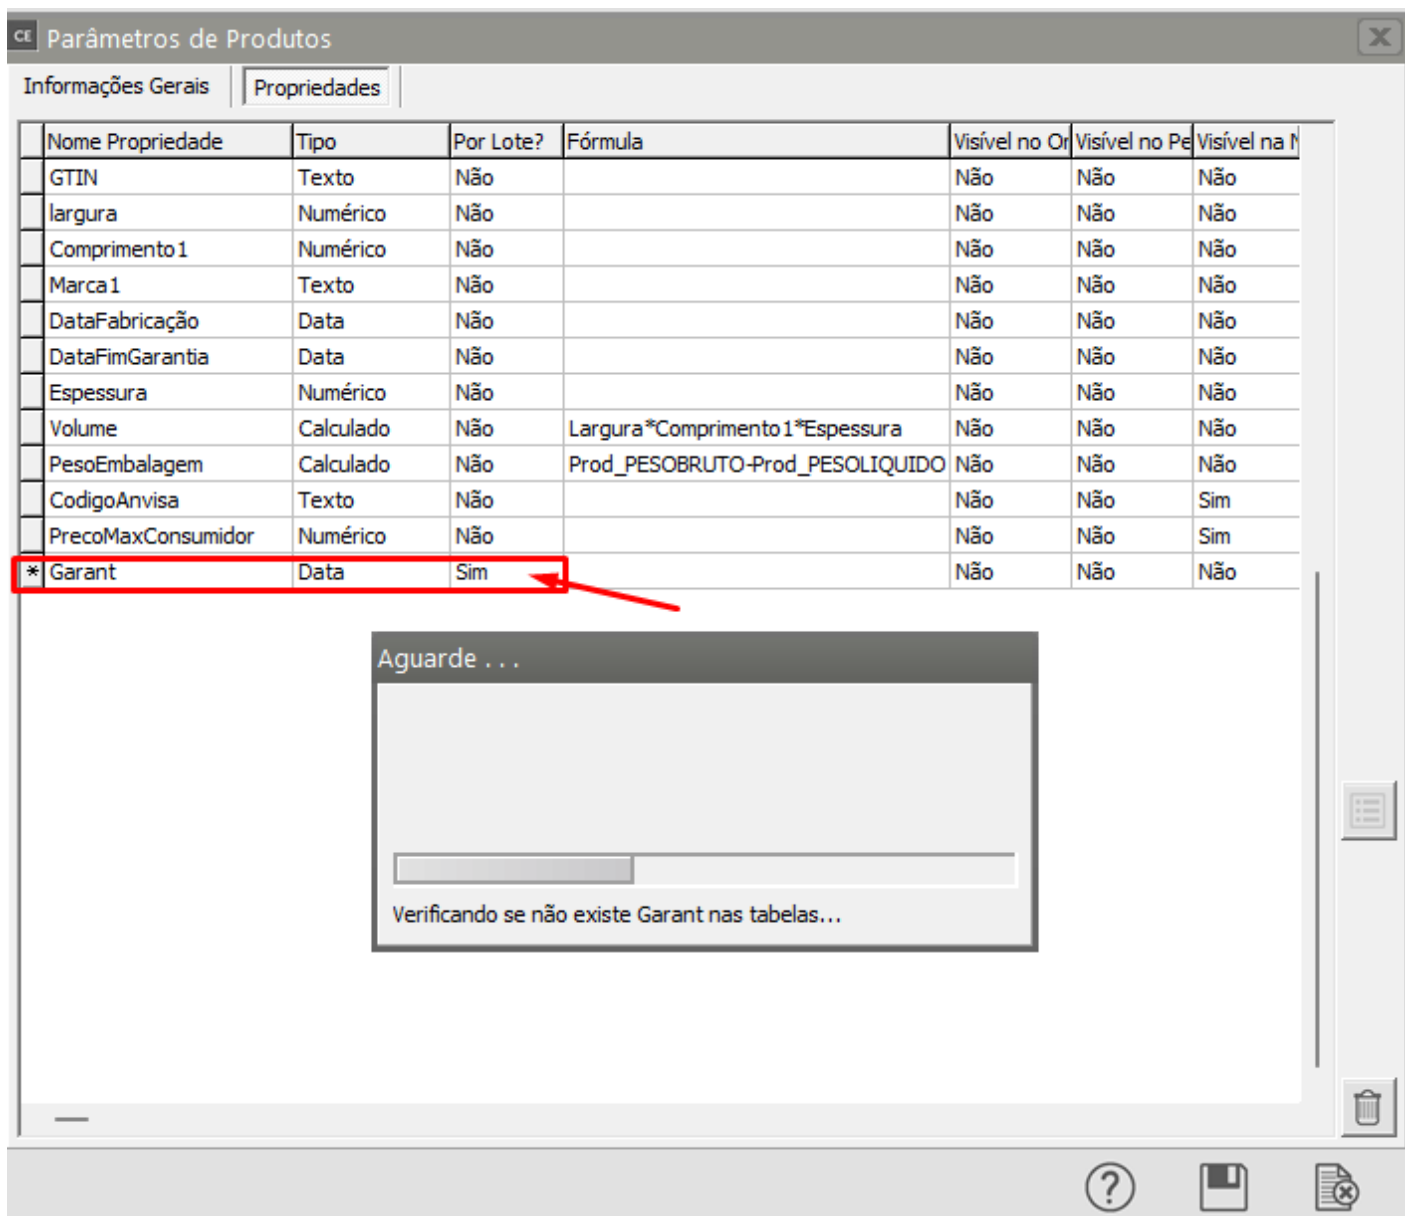 CE Parâmetros de Produtos
Informações Gerais Propriedades
Nome Propriedade Tipo Por Lote? Fórmula Visível no Or Visível no Pe Visível na N
GTIN Texto Não Não Não Não
largura Numérico Não Não Não Não
Comprimento1 Numérico Não Não Não Não
Marca1 Texto Não Não Não Não
DataFabricação Data Não Não Não Não
DataFimGarantia Data Não Não Não Não
Espessura Numérico Não Não Não Não
Volume Calculado Não Largura*Comprimento1*Espessura Não Não Não
PesoEmbalagem Calculado Não Prod_PESOBRUTO-Prod_PESOLIQUIDO Não Não Não
CodigoAnvisa Texto Não Não Não Sim
PrecoMaxConsumidor Numérico Não Não Não Sim
* Garant Data Sim Não Não Não
Aguarde . . .
Verificando se não existe Garant nas tabelas...